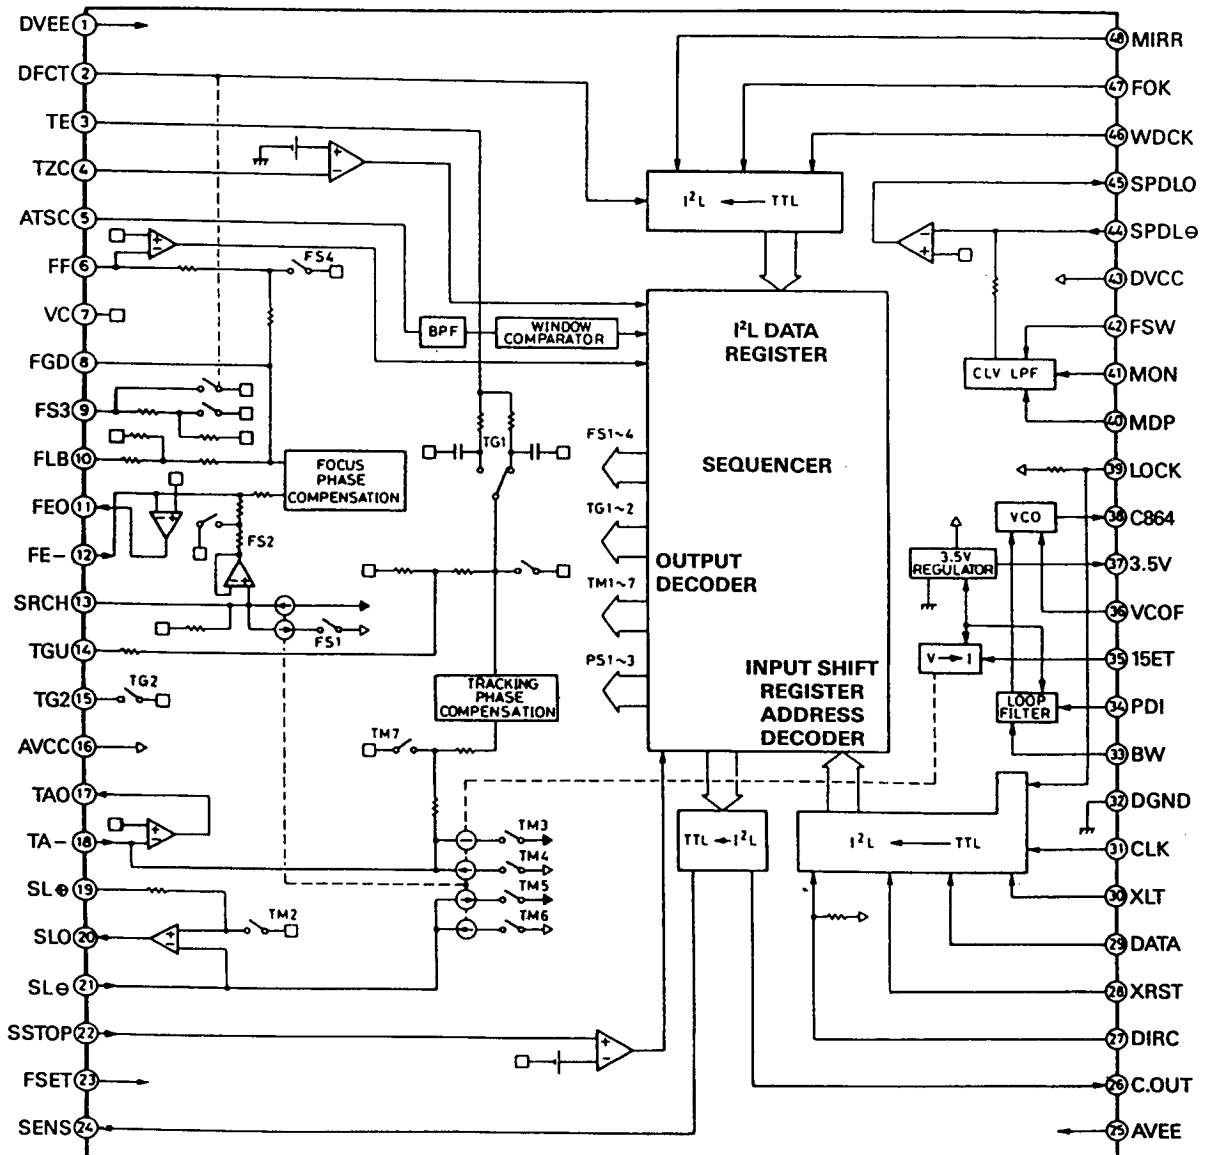 DVEE 1
DFCT 2
TE 3
TZC 4
ATSC 5
FF 6
VC 7
FGD 8
FS3 9
FLB 10
FEO 11
FE− 12
SRCH 13
TGU 14
TG2 15
AVCC 16
TAO 17
TA− 18
SL⊕ 19
SLO 20
SL⊖ 21
SSTOP 22
FSET 23
SENS 24
48 MIRR
47 FOK
46 WDCK
45 SPDLO
44 SPDL⊖
43 DVCC
42 FSW
41 MON
40 MDP
39 LOCK
38 C864
37 3.5V
36 VCOF
35 15ET
34 PDI
33 BW
32 DGND
31 CLK
30 XLT
29 DATA
28 XRST
27 DIRC
26 C.OUT
25 AVEE
I²L ← TTL
FS4
BPF
WINDOW
COMPARATOR
I²L DATA
REGISTER
CLV LPF
TG1
FS1~4
SEQUENCER
FOCUS
PHASE
COMPENSATION
TG1~2
VCO
FS2
OUTPUT
DECODER
3.5V
REGULATOR
TM1~7
FS1
V → I
PS1~3
INPUT SHIFT
REGISTER
ADDRESS
DECODER
TG2
TRACKING
PHASE
COMPENSATION
LOOP
FILTER
TM7
TM3
TM4
TM5
TM6
TTL ← I²L
I²L ← TTL
TM2